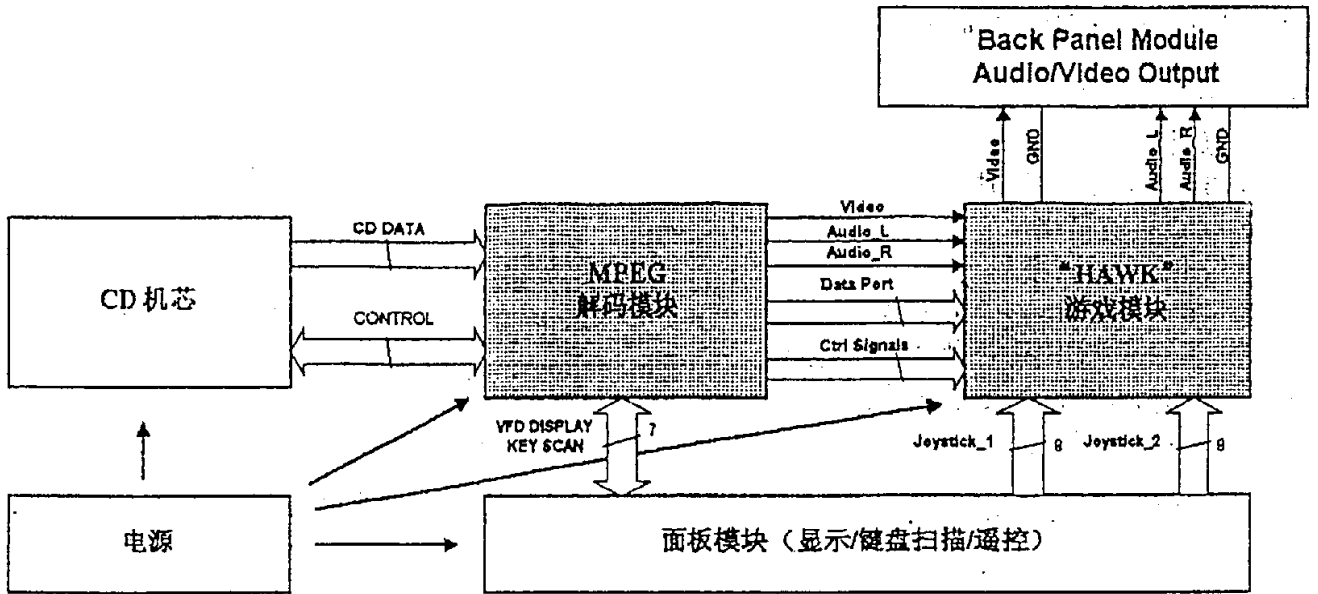 Back Panel Module
Audio/Video Output
Video
GND
Audio_L
Audio_R
GND
CD 机芯
CD DATA
CONTROL
MPEG
解码模块
Video
Audio_L
Audio_R
Data Port
Ctrl Signals
“HAWK”
游戏模块
VFD DISPLAY
KEY SCAN
7
Joystick_1
8
Joystick_2
8
电源
面板模块（显示/键盘扫描/遥控）